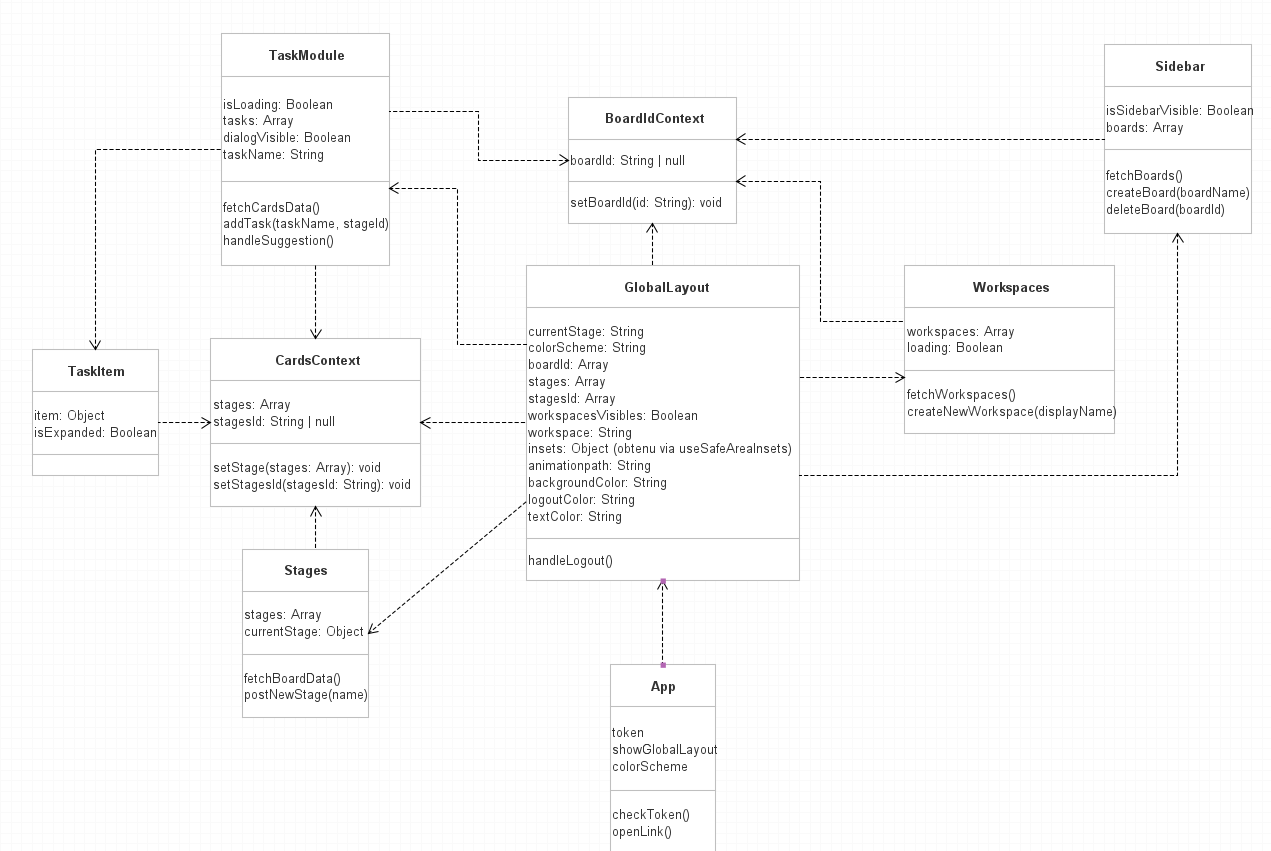 TaskModule
isLoading: Boolean
tasks: Array
dialogVisible: Boolean
taskName: String
fetchCardsData()
addTask(taskName, stageId)
handleSuggestion()
BoardIdContext
boardId: String | null
setBoardId(id: String): void
Sidebar
isSidebarVisible: Boolean
boards: Array
fetchBoards()
createBoard(boardName)
deleteBoard(boardId)
GlobalLayout
currentStage: String
colorScheme: String
boardId: Array
stages: Array
stagesId: Array
workspacesVisibles: Boolean
workspace: String
insets: Object (obtenu via useSafeAreaInsets)
animationpath: String
backgroundColor: String
logoutColor: String
textColor: String
handleLogout()
Workspaces
workspaces: Array
loading: Boolean
fetchWorkspaces()
createNewWorkspace(displayName)
TaskItem
item: Object
isExpanded: Boolean
CardsContext
stages: Array
stagesId: String | null
setStage(stages: Array): void
setStagesId(stagesId: String): void
Stages
stages: Array
currentStage: Object
fetchBoardData()
postNewStage(name)
App
token
showGlobalLayout
colorScheme
checkToken()
openLink()